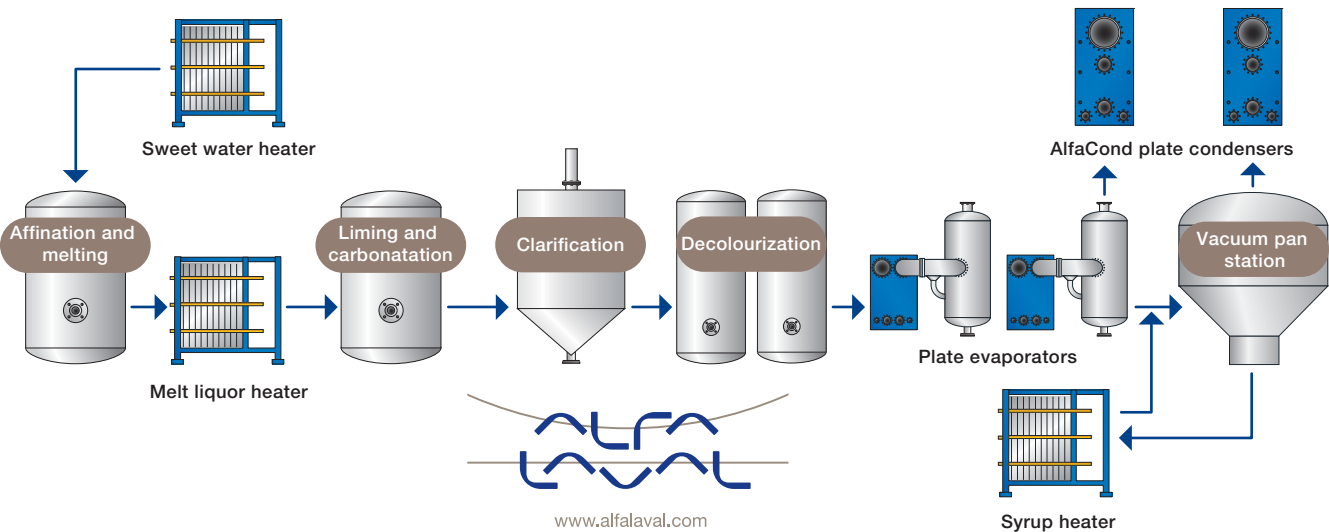 Sweet water heater
AlfaCond plate condensers
Affination and
melting
Liming and
carbonatation
Clarification
Decolourization
Vacuum pan
station
Melt liquor heater
Plate evaporators
ALFA
LAVAL
www.alfalaval.com
Syrup heater